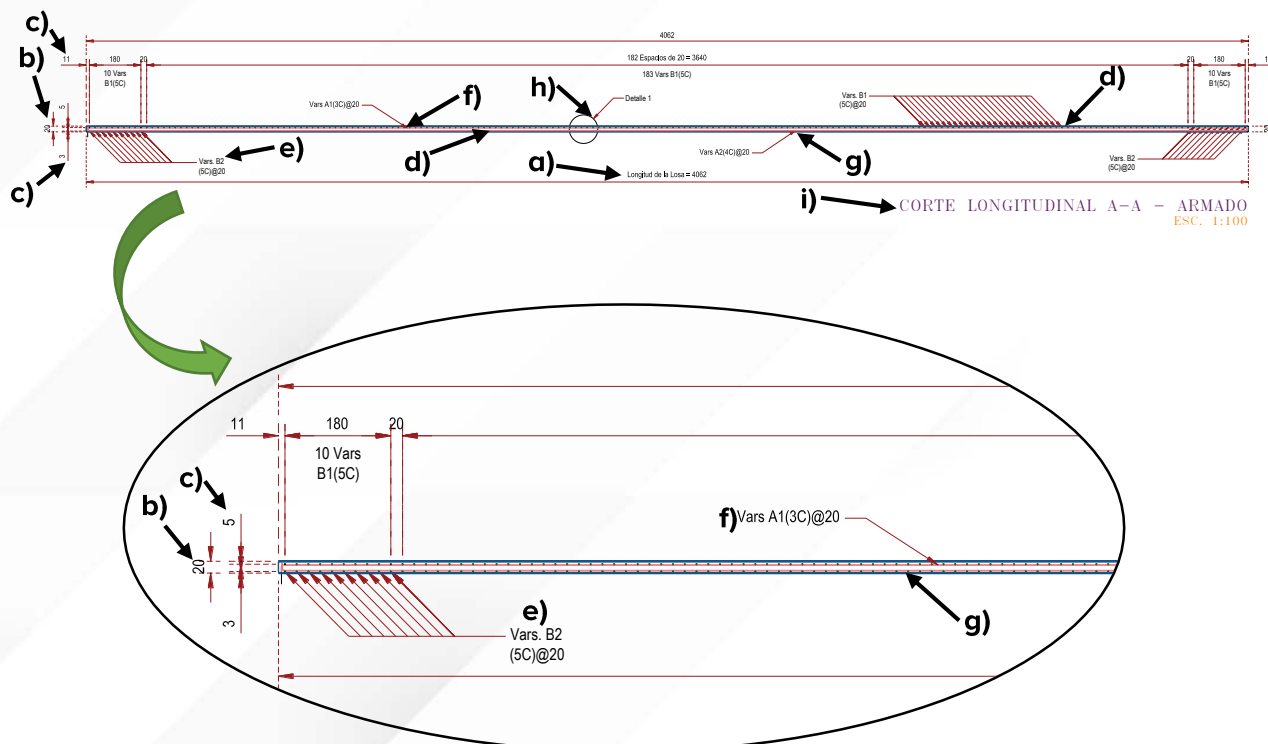 c)
4062
b)
11
180
20
182 Espacios de 20 = 3640
20
180
10 Vars
B1(5C)
183 Vars B1(5C)
10 Vars
B1(5C)
h)
d)
Vars A1(3C)@20
f)
Detalle 1
Vars. B1
(5C)@20
5
20
3
e)
Vars. B2
(5C)@20
d)
a)
Vars A2(4C)@20
g)
Vars. B2
(5C)@20
c)
Longitud de la Losa = 4062
i)
CORTE LONGITUDINAL A-A - ARMADO
ESC. 1:100
11
180
20
10 Vars
B1(5C)
c)
b)
5
f)
Vars A1(3C)@20
20
3
e)
g)
Vars. B2
(5C)@20